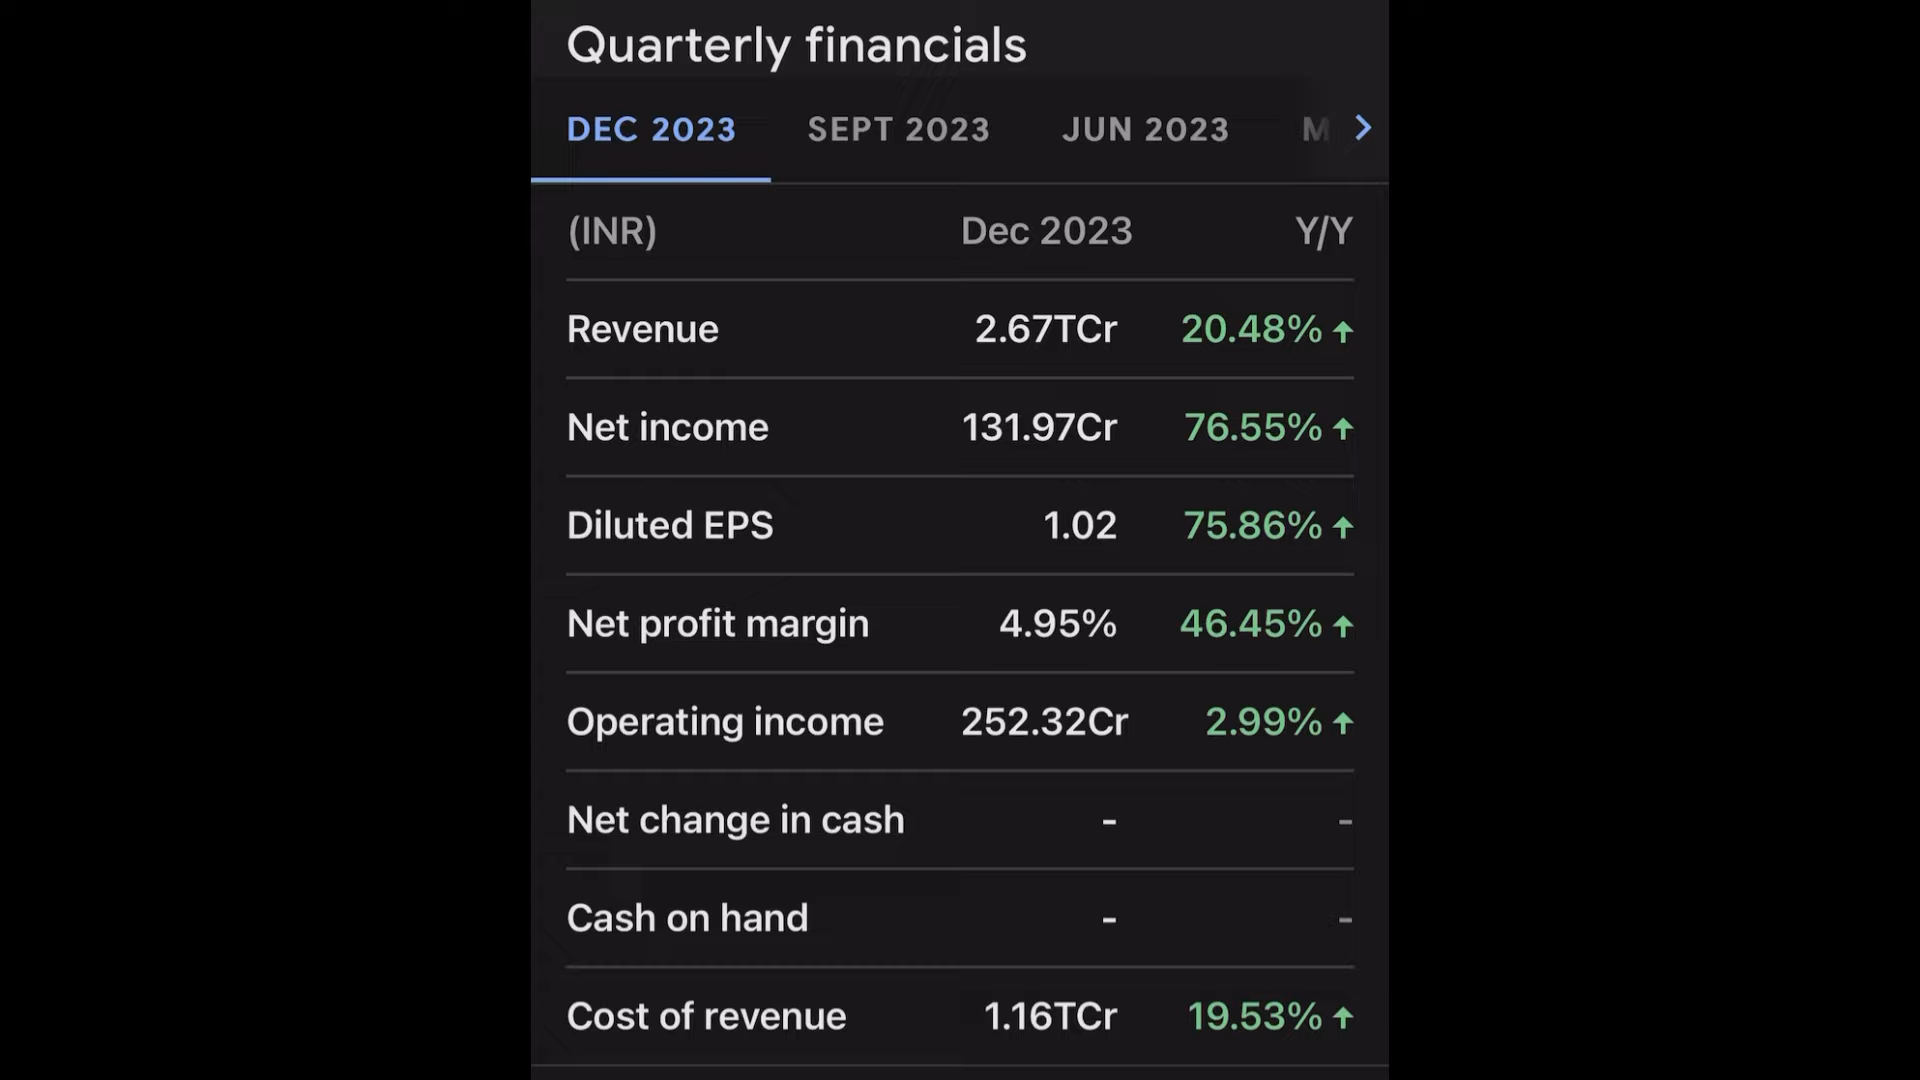 Quarterly financials
DEC 2023 SEPT 2023 JUN 2023 M
(INR) Dec 2023 Y/Y
Revenue 2.67TCr 20.48%
Net income 131.97Cr 76.55%
Diluted EPS 1.02 75.86%
Net profit margin 4.95% 46.45%
Operating income 252.32Cr 2.99%
Net change in cash - -
Cash on hand - -
Cost of revenue 1.16TCr 19.53%